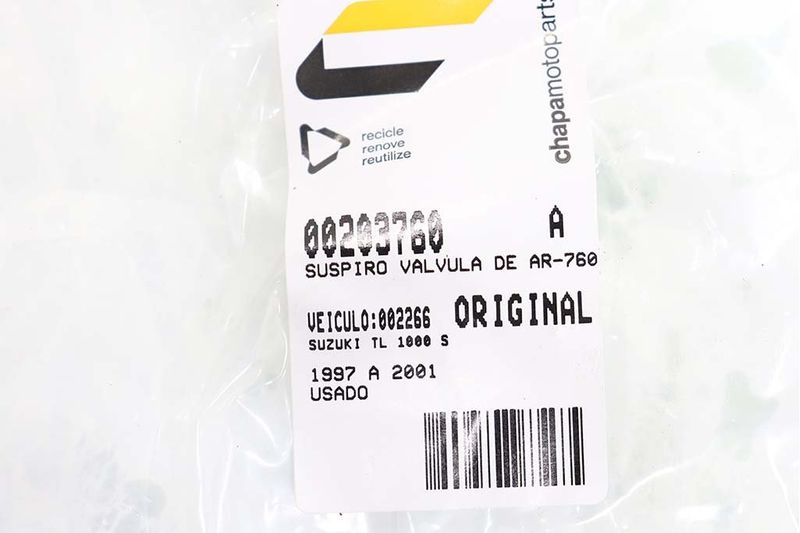 chapamotoparts
recicle
renove
reutilize
00203760 A
SUSPIRO VALVULA DE AR-760
VEICULO:002266 ORIGINAL
SUZUKI TL 1000 S
1997 A 2001
USADO